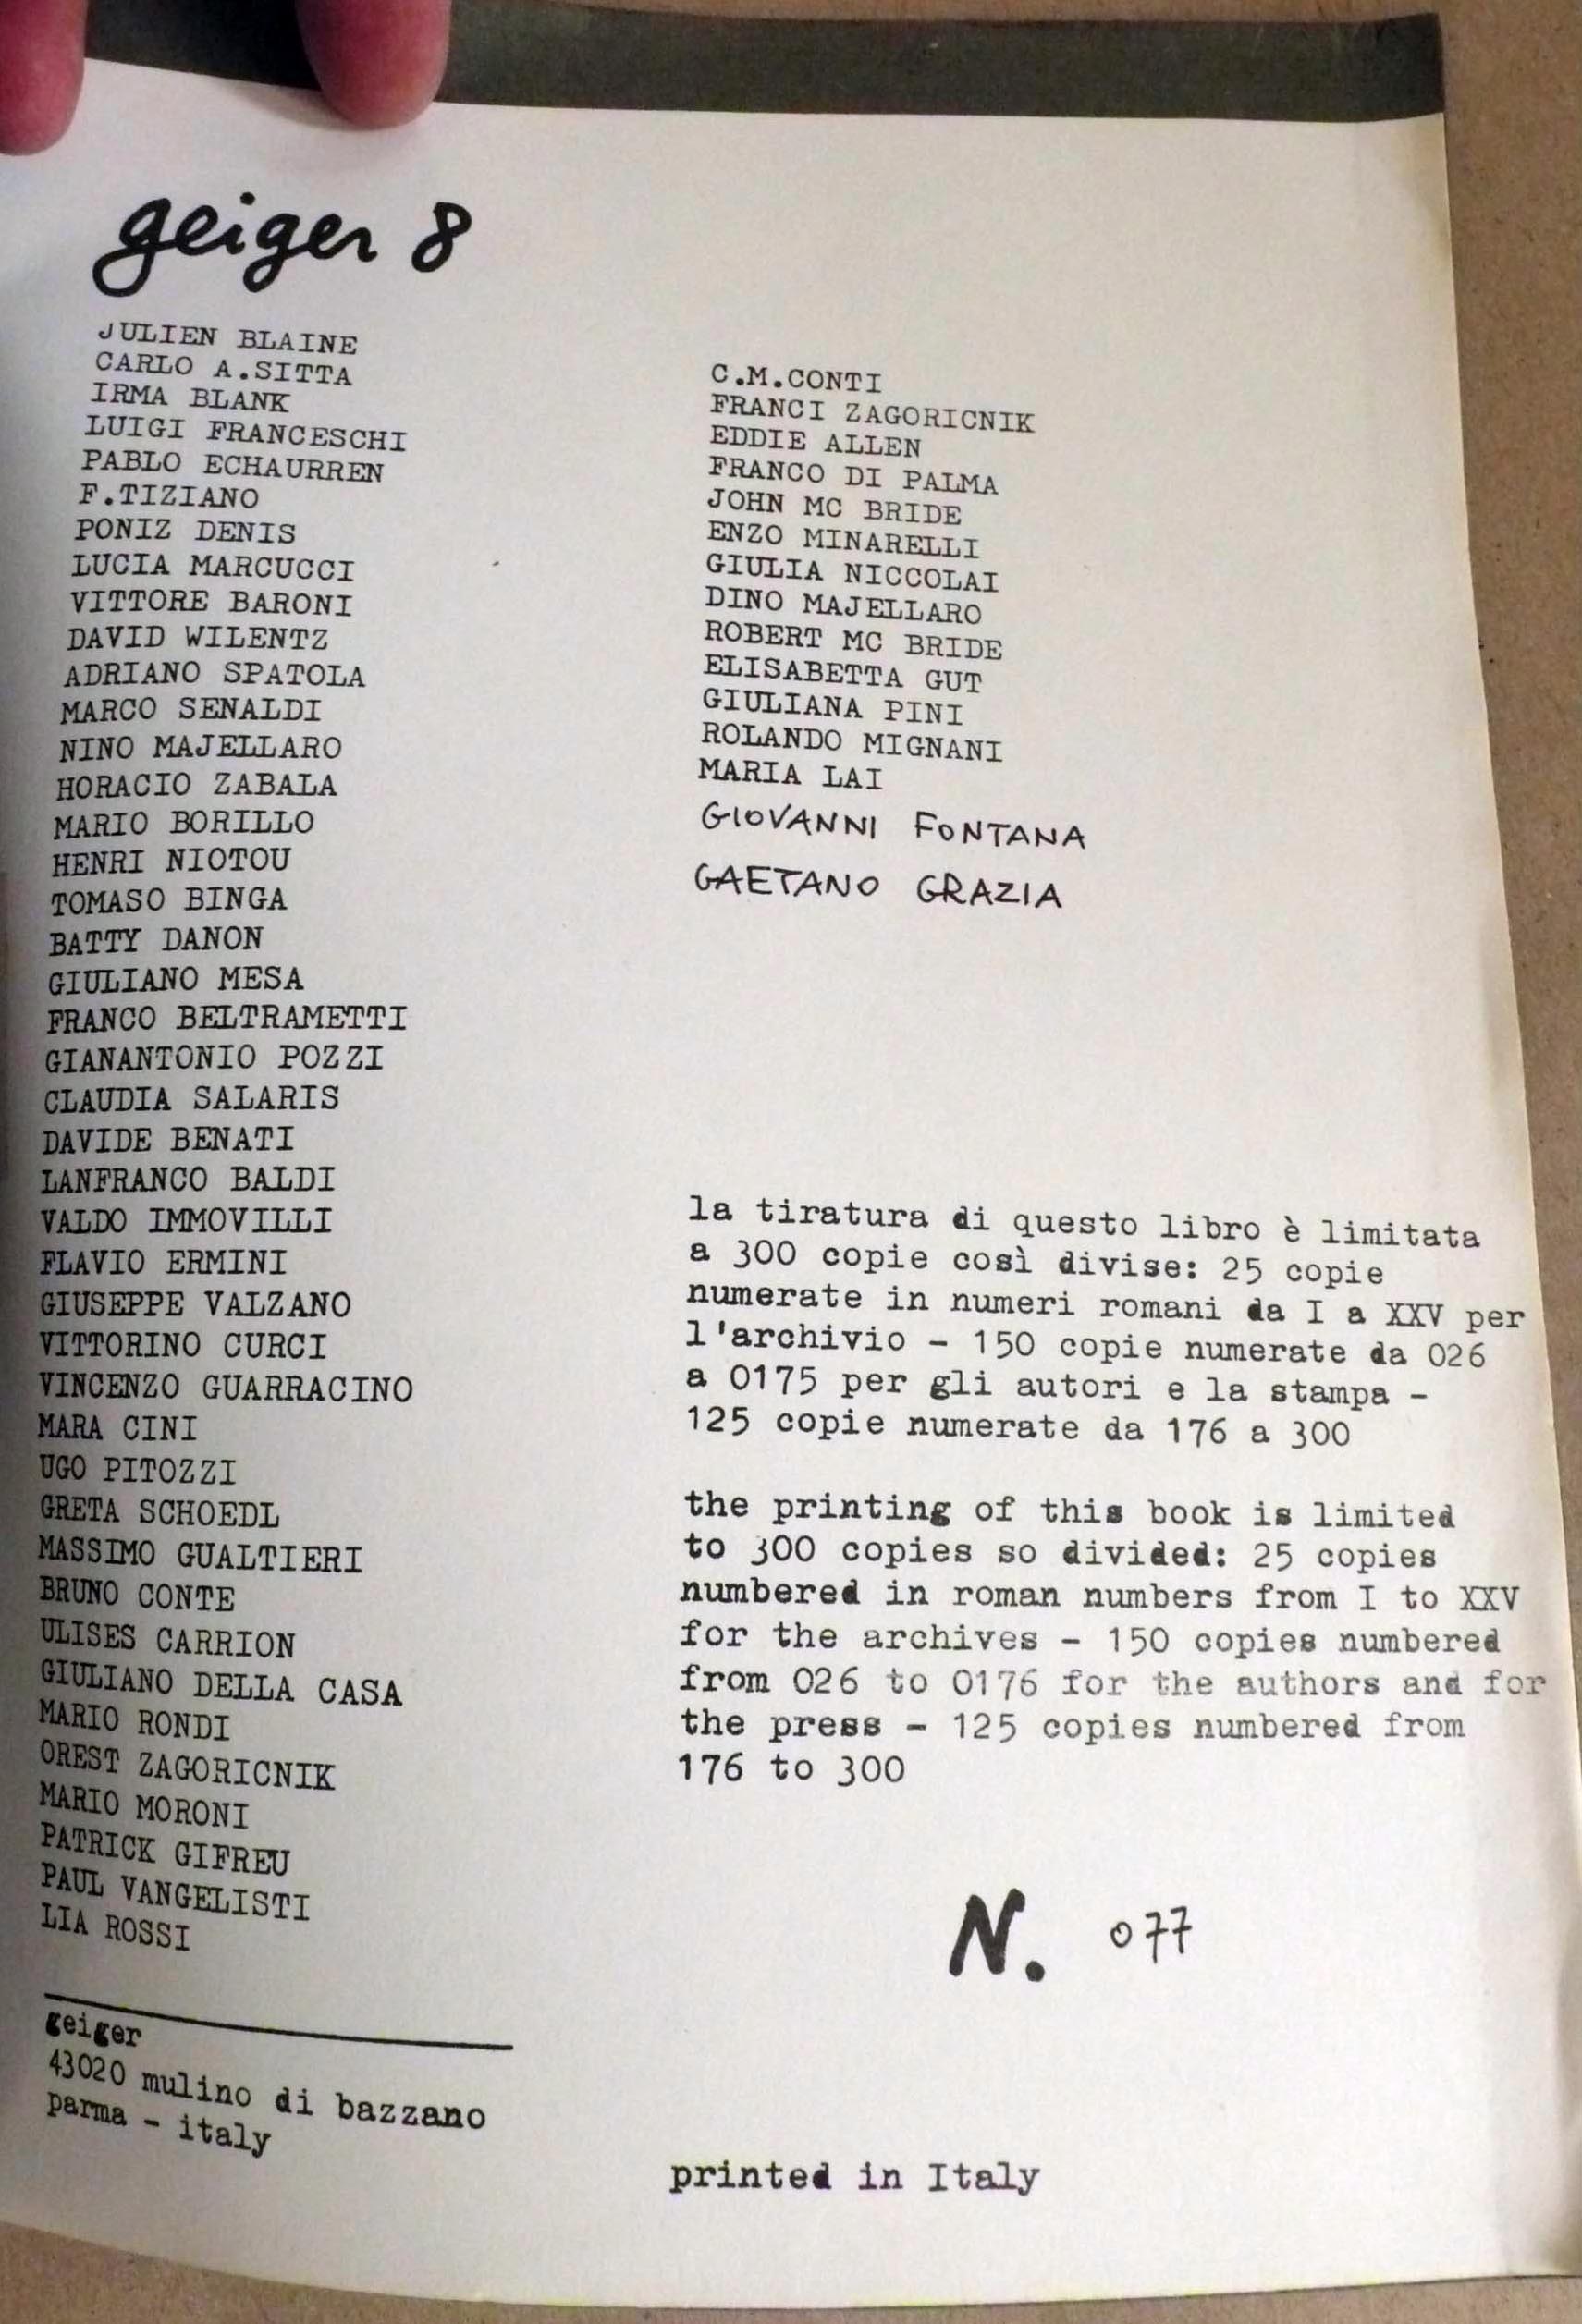 geiger 8
JULIEN BLAINE
CARLO A.SITTA
IRMA BLANK
LUIGI FRANCESCHI
PABLO ECHAURREN
F.TIZIANO
PONIZ DENIS
LUCIA MARCUCCI
VITTORE BARONI
DAVID WILENTZ
ADRIANO SPATOLA
MARCO SENALDI
NINO MAJELLARO
HORACIO ZABALA
MARIO BORILLO
HENRI NIOTOU
TOMASO BINGA
BATTY DANON
GIULIANO MESA
FRANCO BELTRAMETTI
GIANANTONIO POZZI
CLAUDIA SALARIS
DAVIDE BENATI
LANFRANCO BALDI
VALDO IMMOVILLI
FLAVIO ERMINI
GIUSEPPE VALZANO
VITTORINO CURCI
VINCENZO GUARRACINO
MARA CINI
UGO PITOZZI
GRETA SCHOEDL
MASSIMO GUALTIERI
BRUNO CONTE
ULISES CARRION
GIULIANO DELLA CASA
MARIO RONDI
OREST ZAGORICNIK
MARIO MORONI
PATRICK GIFREU
PAUL VANGELISTI
LIA ROSSI
geiger
43020 mulino di bazzano
parma - italy
C.M.CONTI
FRANCI ZAGORICNIK
EDDIE ALLEN
FRANCO DI PALMA
JOHN MC BRIDE
ENZO MINARELLI
GIULIA NICCOLAI
DINO MAJELLARO
ROBERT MC BRIDE
ELISABETTA GUT
GIULIANA PINI
ROLANDO MIGNANI
MARIA LAI
GIOVANNI FONTANA
GAETANO GRAZIA
la tiratura di questo libro è limitata
a 300 copie così divise: 25 copie
numerate in numeri romani da I a XXV per
l'archivio - 150 copie numerate da 026
a 0175 per gli autori e la stampa -
125 copie numerate da 176 a 300
the printing of this book is limited
to 300 copies so divided: 25 copies
numbered in roman numbers from I to XXV
for the archives - 150 copies numbered
from 026 to 0176 for the authors and for
the press - 125 copies numbered from
176 to 300
N. 077
printed in Italy